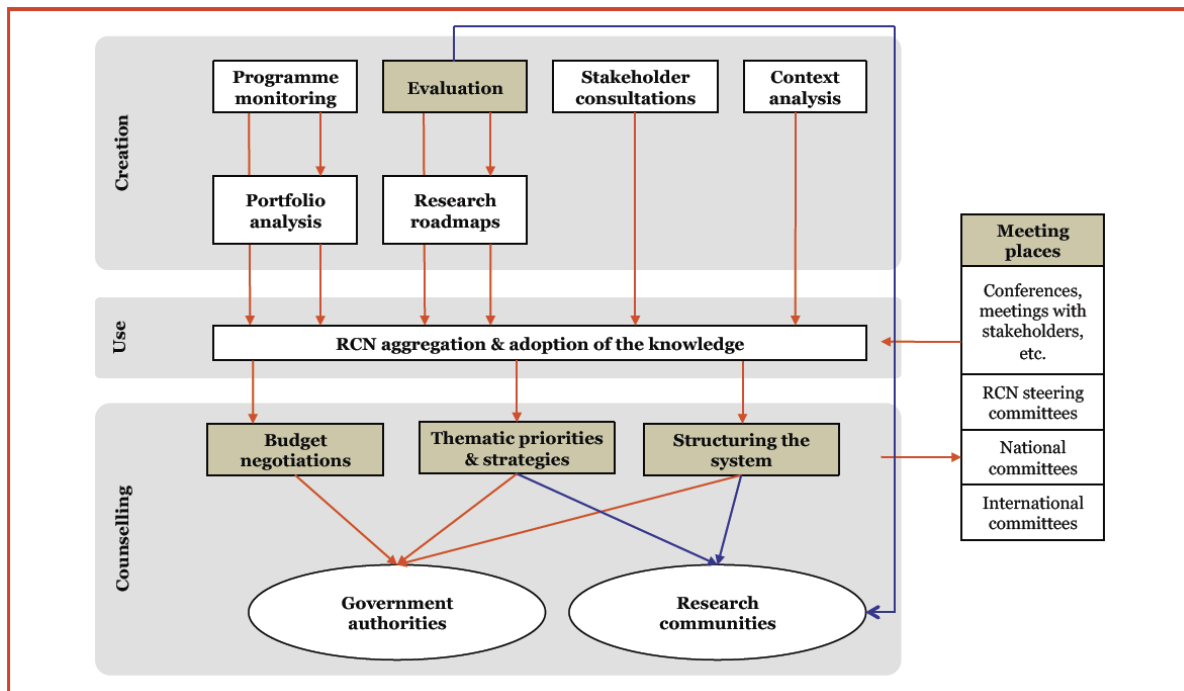 Creation
Programme
monitoring
Evaluation
Stakeholder
consultations
Context
analysis
Portfolio
analysis
Research
roadmaps
Use
RCN aggregation & adoption of the knowledge
Counselling
Budget
negotiations
Thematic priorities
& strategies
Structuring the
system
Government
authorities
Research
communities
Meeting
places
Conferences,
meetings with
stakeholders,
etc.
RCN steering
committees
National
committees
International
committees